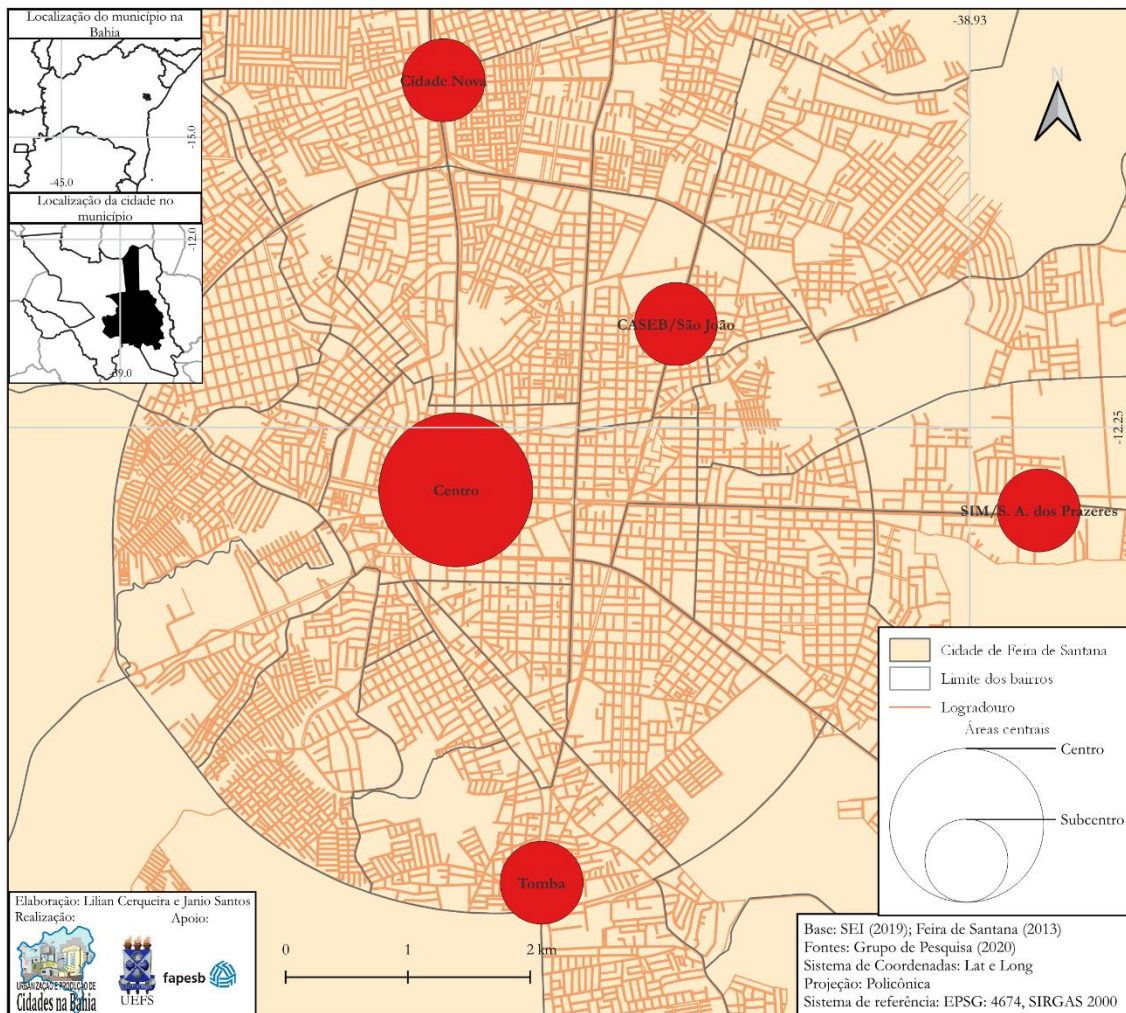 Localização do município na
Bahia
-45.0
-15.0
Localização da cidade no
município
-12.0
-39.0
-38.93
N
Cidade Nova
CASEB/São João
-12.25
Centro
SIM/S. A. dos Prazeres
Tomba
Cidade de Feira de Santana
Limite dos bairros
Logradouro
Áreas centrais
Centro
Subcentro
Elaboração: Lilian Cerqueira e Janio Santos
Realização:
Apoio:
URBANIZAÇÃO E PRODUÇÃO DE
Cidades na Bahia
UEFS
fapesb
0 1 2 km
Base: SEI (2019); Feira de Santana (2013)
Fontes: Grupo de Pesquisa (2020)
Sistema de Coordenadas: Lat e Long
Projeção: Policônica
Sistema de referência: EPSG: 4674, SIRGAS 2000